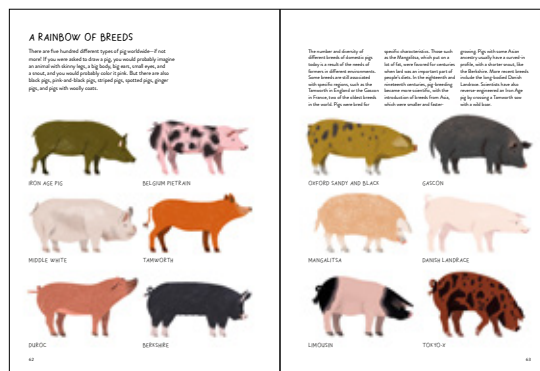 A RAINBOW OF BREEDS
There are five hundred different types of pig worldwide—if not
more! If you were asked to draw a pig, you would probably imagine
an animal with skinny legs, a big body, big ears, small eyes, and
a snout, and you would probably color it pink. But there are also
black pigs, pink-and-black pigs, striped pigs, spotted pigs, ginger
pigs, and pigs with woolly coats.
IRON AGE PIG
BELGIUM PIETRAIN
MIDDLE WHITE
TAMWORTH
DUROC
BERKSHIRE
62
The number and diversity of
different breeds of domestic pigs
today is a result of the needs of
farmers in different environments.
Some breeds are still associated
with specific regions, such as the
Tamworth in England or the Gascon
in France, two of the oldest breeds
in the world. Pigs were bred for
specific characteristics. Those such
as the Mangalitsa, which put on a
lot of fat, were favored for centuries
when lard was an important part of
people's diets. In the eighteenth and
nineteenth centuries, pig-breeding
became more scientific, with the
introduction of breeds from Asia,
which were smaller and faster-
growing. Pigs with some Asian
ancestry usually have a curved-in
profile, with a shorter snout, like
the Berkshire. More recent breeds
include the long-bodied Danish
Landrace. Scientists have also
reverse-engineered an Iron Age
pig by crossing a Tamworth sow
with a wild boar.
OXFORD SANDY AND BLACK
GASCON
MANGALITSA
DANISH LANDRACE
LIMOUSIN
TOKYO-X
63